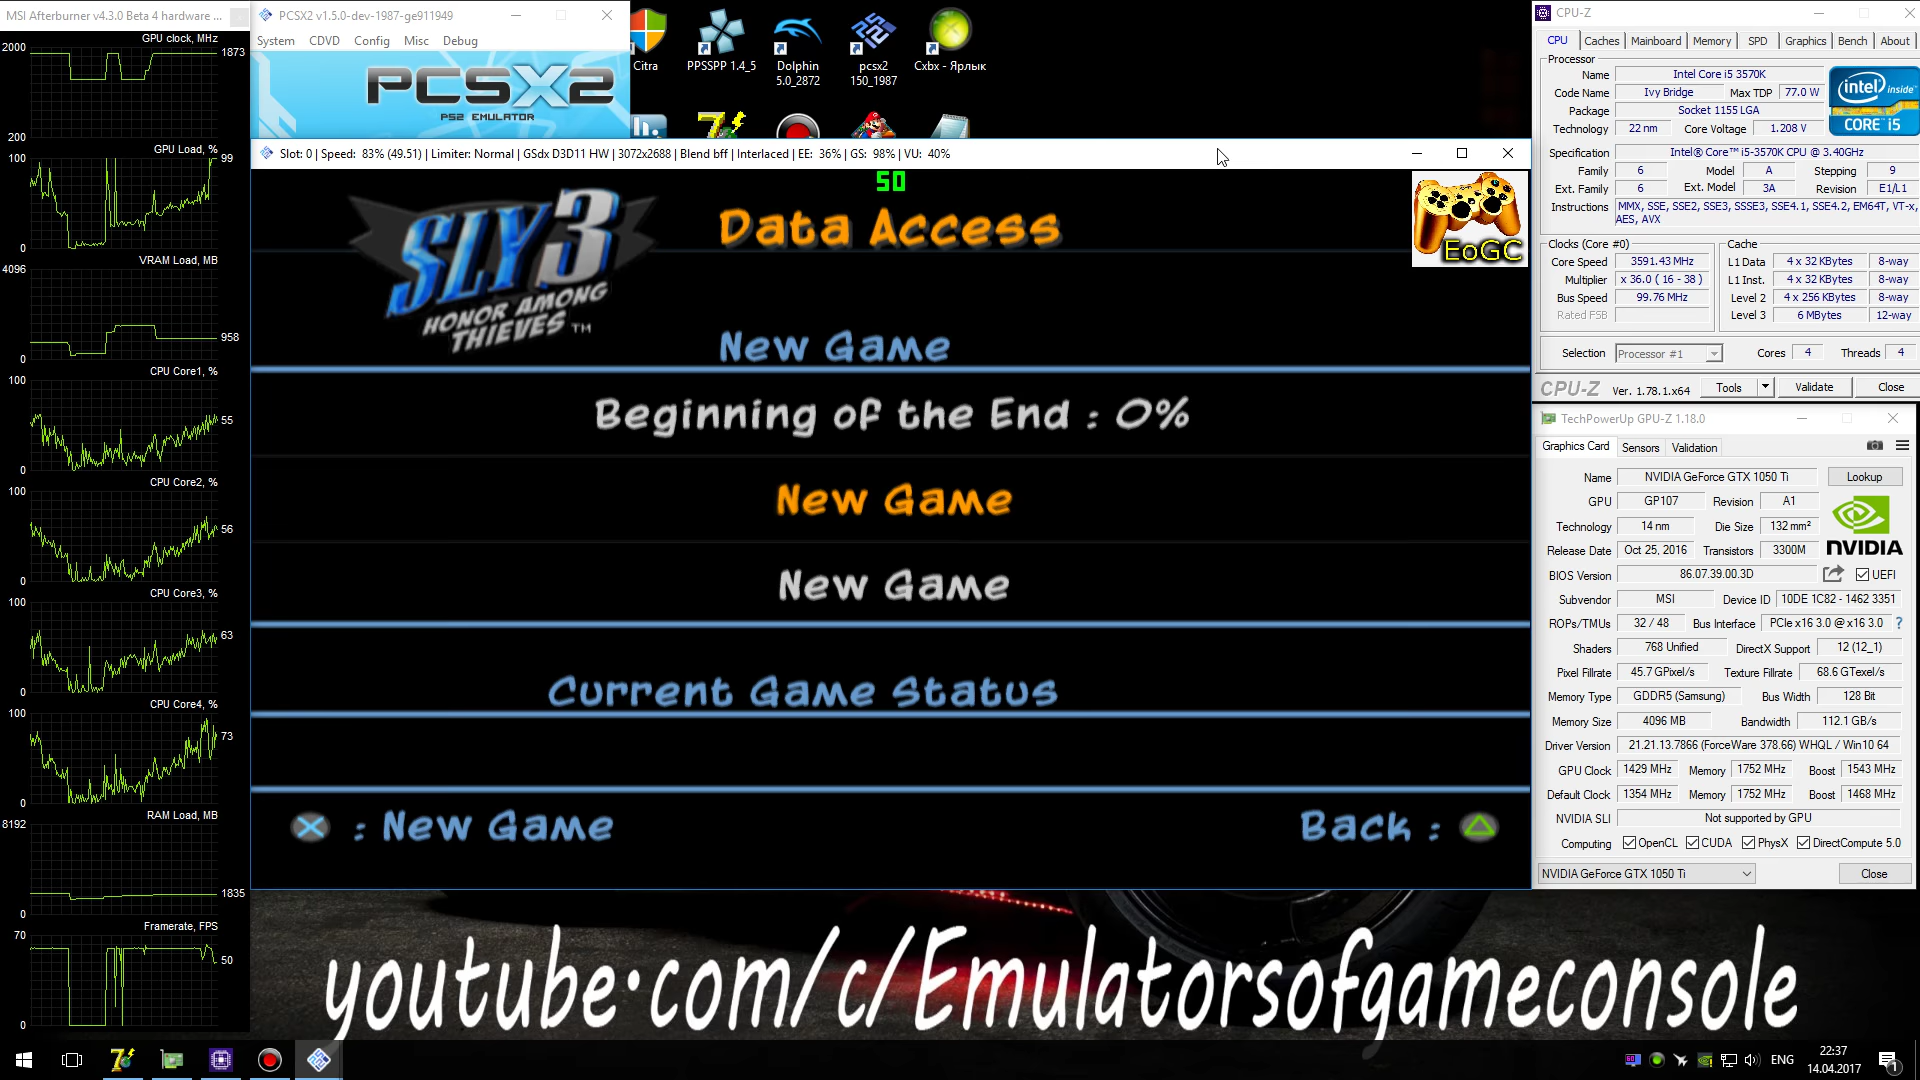 MSI Afterburner v4.3.0 Beta 4 hardware ...
GPU clock, MHz
2000
1873
200
GPU Load, %
100
99
0
VRAM Load, MB
4096
958
0
CPU Core1, %
100
55
0
CPU Core2, %
100
56
0
CPU Core3, %
100
63
0
CPU Core4, %
100
73
0
RAM Load, MB
8192
1835
0
Framerate, FPS
70
50
0
PCSX2 v1.5.0-dev-1987-ge911949
System CDVD Config Misc Debug
PCSX2
PS2 EMULATOR
Citra
PPSSPP 1.4_5
Dolphin
5.0_2872
pcsx2
150_1987
Cxbx - Ярлык
Slot: 0 | Speed: 83% (49.51) | Limiter: Normal | GSdx D3D11 HW | 3072x2688 | Blend bff | Interlaced | EE: 36% | GS: 98% | VU: 40%
50
SLY 3
HONOR AMONG
THIEVES™
Data Access
EoGC
New Game
Beginning of the End : 0%
New Game
New Game
Current Game Status
: New Game
Back :
youtube.com/c/Emulatorsofgameconsole
CPU-Z
CPU Caches Mainboard Memory SPD Graphics Bench About
Processor
Name Intel Core i5 3570K
Code Name Ivy Bridge Max TDP 77.0 W
Package Socket 1155 LGA
Technology 22 nm Core Voltage 1.208 V
intel inside™
CORE i5
Specification Intel® Core™ i5-3570K CPU @ 3.40GHz
Family 6 Model A Stepping 9
Ext. Family 6 Ext. Model 3A Revision E1/L1
Instructions MMX, SSE, SSE2, SSE3, SSSE3, SSE4.1, SSE4.2, EM64T, VT-x,
AES, AVX
Clocks (Core #0)
Core Speed 3591.43 MHz
Multiplier x 36.0 ( 16 - 38 )
Bus Speed 99.76 MHz
Rated FSB
Cache
L1 Data 4 x 32 KBytes 8-way
L1 Inst. 4 x 32 KBytes 8-way
Level 2 4 x 256 KBytes 8-way
Level 3 6 MBytes 12-way
Selection Processor #1 Cores 4 Threads 4
CPU-Z Ver. 1.78.1.x64 Tools Validate Close
TechPowerUp GPU-Z 1.18.0
Graphics Card Sensors Validation
Name NVIDIA GeForce GTX 1050 Ti Lookup
GPU GP107 Revision A1
Technology 14 nm Die Size 132 mm²
Release Date Oct 25, 2016 Transistors 3300M
NVIDIA
BIOS Version 86.07.39.00.3D UEFI
Subvendor MSI Device ID 10DE 1C82 - 1462 3351
ROPs/TMUs 32 / 48 Bus Interface PCIe x16 3.0 @ x16 3.0 ?
Shaders 768 Unified DirectX Support 12 (12_1)
Pixel Fillrate 45.7 GPixel/s Texture Fillrate 68.6 GTexel/s
Memory Type GDDR5 (Samsung) Bus Width 128 Bit
Memory Size 4096 MB Bandwidth 112.1 GB/s
Driver Version 21.21.13.7866 (ForceWare 378.66) WHQL / Win10 64
GPU Clock 1429 MHz Memory 1752 MHz Boost 1543 MHz
Default Clock 1354 MHz Memory 1752 MHz Boost 1468 MHz
NVIDIA SLI Not supported by GPU
Computing OpenCL CUDA PhysX DirectCompute 5.0
NVIDIA GeForce GTX 1050 Ti Close
ENG
22:37
14.04.2017
1